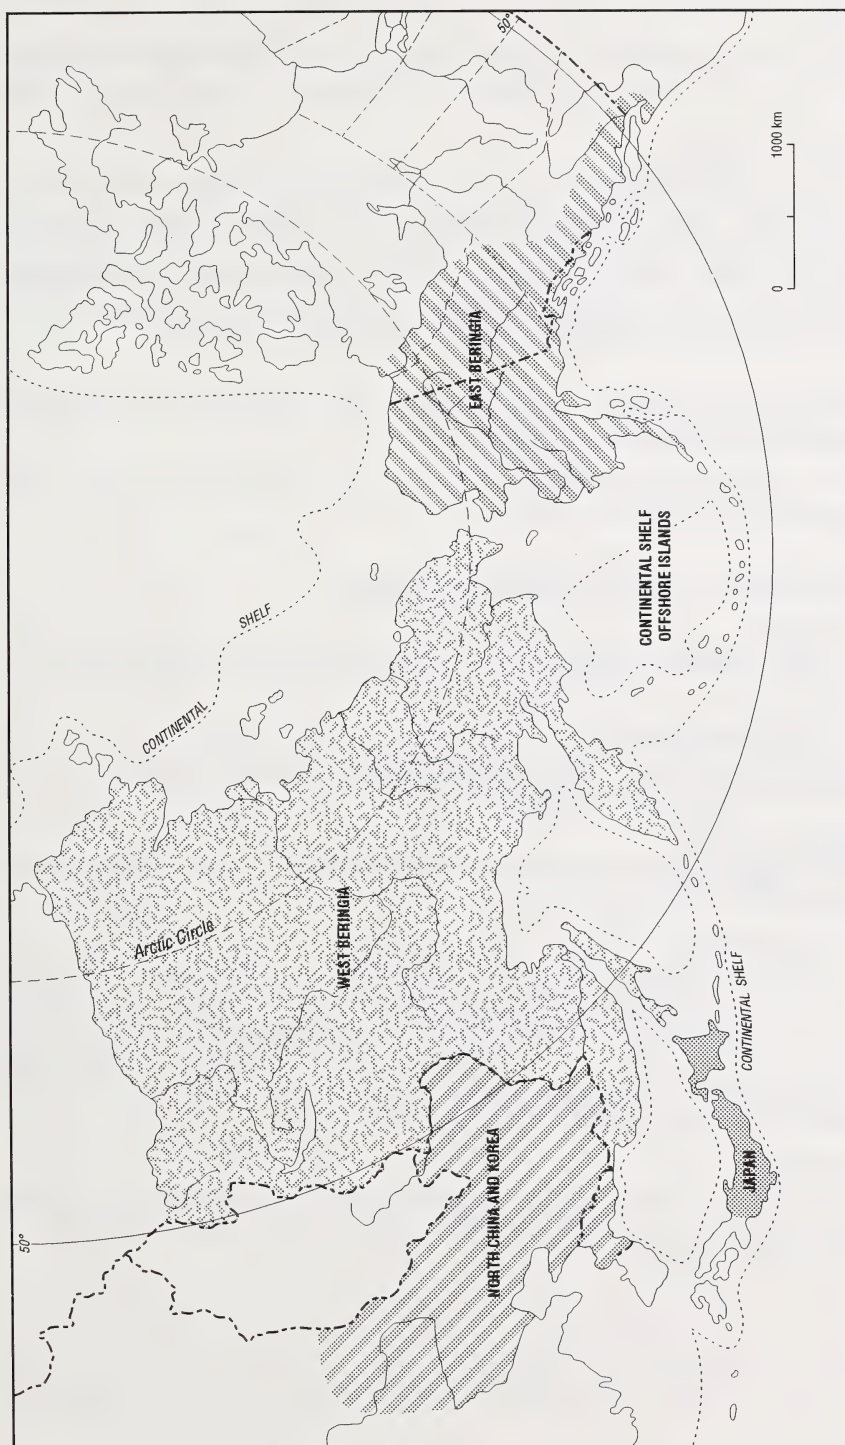 50°
Arctic Circle
CONTINENTAL
SHELF
WEST BERINGIA
EAST BERINGIA
NORTH CHINA AND KOREA
JAPAN
CONTINENTAL SHELF
CONTINENTAL SHELF
OFFSHORE ISLANDS
50°
0
1000 km